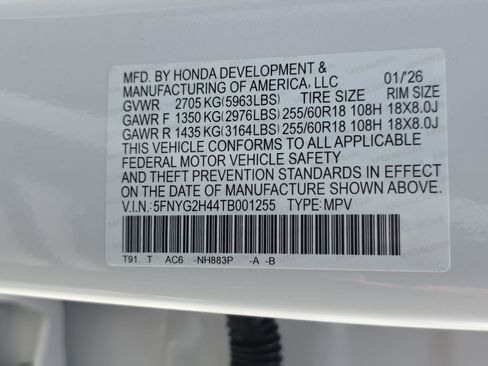 MFD. BY HONDA DEVELOPMENT &
MANUFACTURING OF AMERICA, LLC 01/'26
GVWR 2705 KG(5963LBS) TIRE SIZE RIM SIZE
GAWR F 1350 KG(2976LBS) 255/60R18 108H 18X8.0J
GAWR R 1435 KG(3164LBS) 255/60R18 108H 18X8.0J
THIS VEHICLE CONFORMS TO ALL APPLICABLE
FEDERAL MOTOR VEHICLE SAFETY
AND THEFT PREVENTION STANDARDS IN EFFECT
ON THE DATE OF MANUFACTURE SHOWN ABOVE.
V.I.N.: 5FNYG2H44TB001255 TYPE: MPV
T91 T AC6 -NH883P -A -B